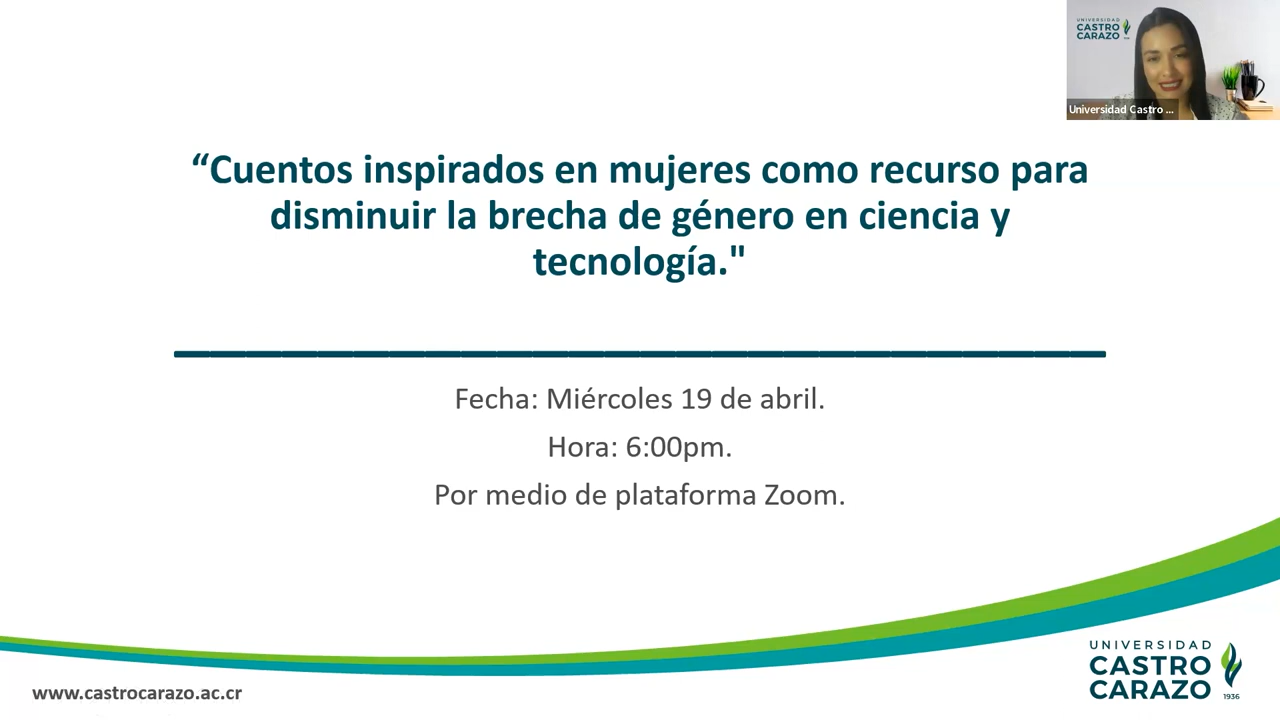 UNIVERSIDAD
CASTRO
CARAZO
Universidad Castro ...
“Cuentos inspirados en mujeres como recurso para
disminuir la brecha de género en ciencia y
tecnología."
Fecha: Miércoles 19 de abril.
Hora: 6:00pm.
Por medio de plataforma Zoom.
www.castrocarazo.ac.cr
UNIVERSIDAD
CASTRO
CARAZO
1936